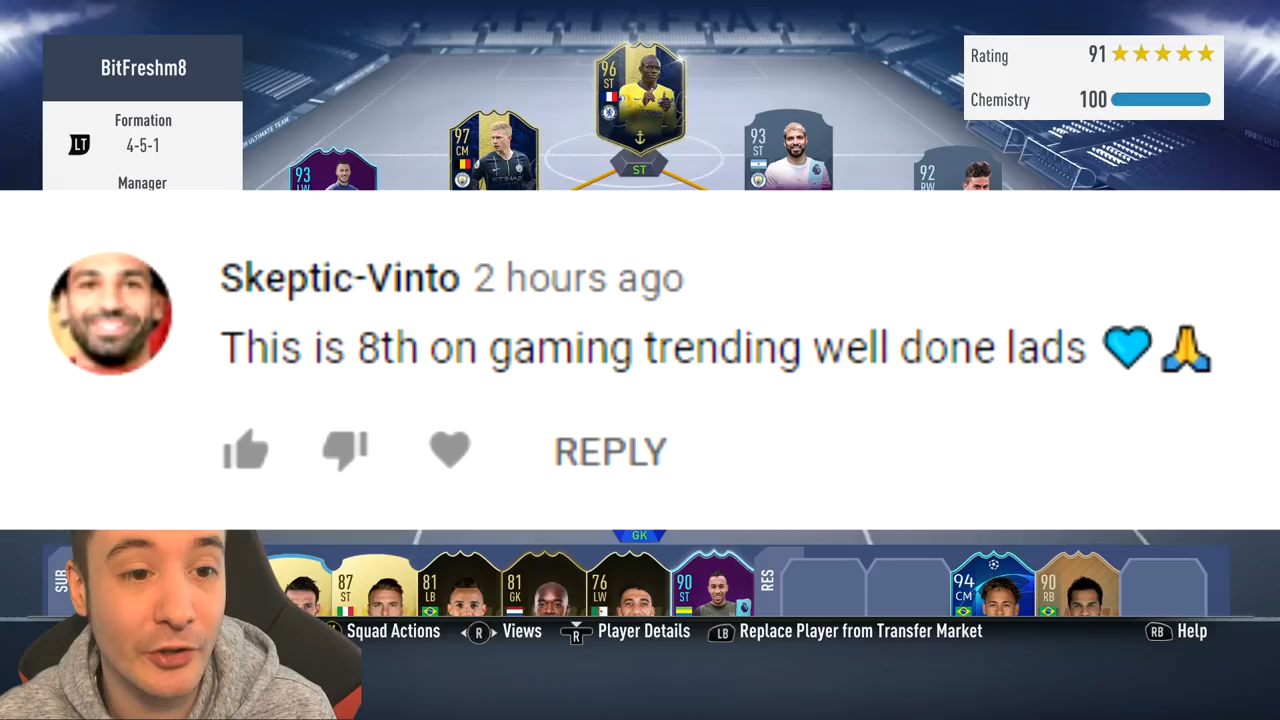 BitFreshm8
Formation
LT
4-5-1
Manager
Rating 91
Chemistry 100
96
ST
97
CM
93
ST
93
LW
92
RW
ST
Skeptic-Vinto 2 hours ago
This is 8th on gaming trending well done lads 💙🙏
REPLY
GK
SUB
87
ST
81
LW
81
GK
76
LW
90
ST
RES
94
CM
90
RB
Squad Actions
R Views
R Player Details
LB Replace Player from Transfer Market
RB Help